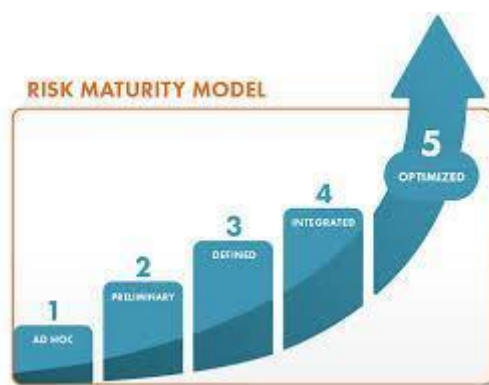 RISK MATURITY MODEL
1
AD HOC
2
PRELIMINARY
3
DEFINED
4
INTEGRATED
5
OPTIMIZED